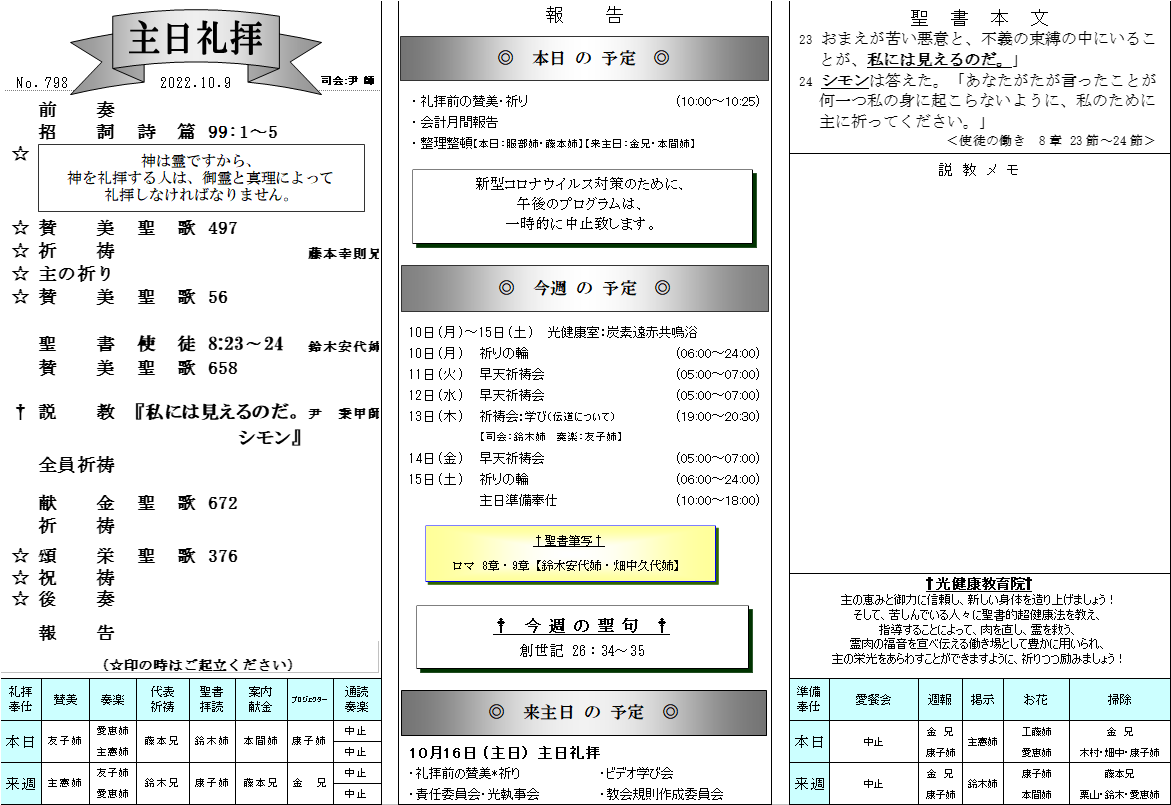 主日礼拝
No. 798 2022.10.9 司会:尹 師
前 奏
招 詞 詩 篇 99:1～5
☆ 神は霊ですから、
神を礼拝する人は、御霊と真理によって
礼拝しなければなりません。
☆ 賛 美 聖 歌 497
☆ 祈 祷 藤本幸則兄
☆ 主の祈り
☆ 賛 美 聖 歌 56
聖 書 使 徒 8:23～24 鈴木安代姉
賛 美 聖 歌 658
† 説 教 『私には見えるのだ。 尹 秉甲師
シモン』
全員祈祷
献 金 聖 歌 672
祈 祷
☆ 頌 栄 聖 歌 376
☆ 祝 祷
☆ 後 奏
報 告
(☆印の時はご起立ください)
礼拝奉仕 賛美 奏楽 代表祈祷 聖書拝読 案内献金 プロジェクター 通読奏楽
本日 友子姉 愛恵姉 主恵姉 藤本兄 鈴木姉 本間姉 康子姉 中止 中止
来週 主憲姉 友子姉 愛恵姉 鈴木兄 康子姉 藤本兄 金 兄 中止 中止
報 告
◎ 本日 の 予定 ◎
・礼拝前の賛美・祈り (10:00～10:25)
・会計月間報告
・整理整頓【本日:服部姉・藤本姉】【来主日:金兄・本間姉】
新型コロナウイルス対策のために、
午後のプログラムは、
一時的に中止致します。
◎ 今週 の 予定 ◎
10日(月)～15日(土) 光健康室:炭素遠赤共鳴浴
10日(月) 祈りの輪 (06:00～24:00)
11日(火) 早天祈祷会 (05:00～07:00)
12日(水) 早天祈祷会 (05:00～07:00)
13日(木) 祈祷会:学び(伝道について) (19:00～20:30)
【司会:鈴木姉 奏楽:友子姉】
14日(金) 早天祈祷会 (05:00～07:00)
15日(土) 祈りの輪 (06:00～24:00)
主日準備奉仕 (10:00～18:00)
†聖書筆写†
ロマ 8章・9章【鈴木安代姉・畑中久代姉】
† 今 週 の 聖 句 †
創世記 26:34～35
◎ 来主日 の 予定 ◎
10月16日(主日) 主日礼拝
・礼拝前の賛美*祈り ・ビデオ学び会
・責任委員会・光執事会 ・教会規則作成委員会
聖 書 本 文
23 おまえが苦い悪意と、不義の束縛の中にいるこ
とが、私には見えるのだ。」
24 シモンは答えた。「あなたがたが言ったことが
何一つ私の身に起こらないように、私のために
主に祈ってください。」
<使徒の働き 8章 23節～24節>
説 教 メ モ
†光健康教育院†
主の恵みと御力に信頼し、新しい身体を造り上げましょう!
そして、苦しんでいる人々に聖書的超健康法を教え、
指導することによって、肉を直し、霊を救う、
霊肉の福音を宣べ伝える働き場として豊かに用いられ、
主の栄光をあらわすことができますように、祈りつつ励みましょう!
準備奉仕 愛餐会 週報 掲示 お花 掃除
本日 中止 金 兄 康子姉 主憲姉 工藤姉 愛恵姉 金 兄 木村・畑中・康子姉
来週 中止 金 兄 康子姉 鈴木姉 康子姉 本間姉 藤本兄 栗山・鈴木・愛恵姉